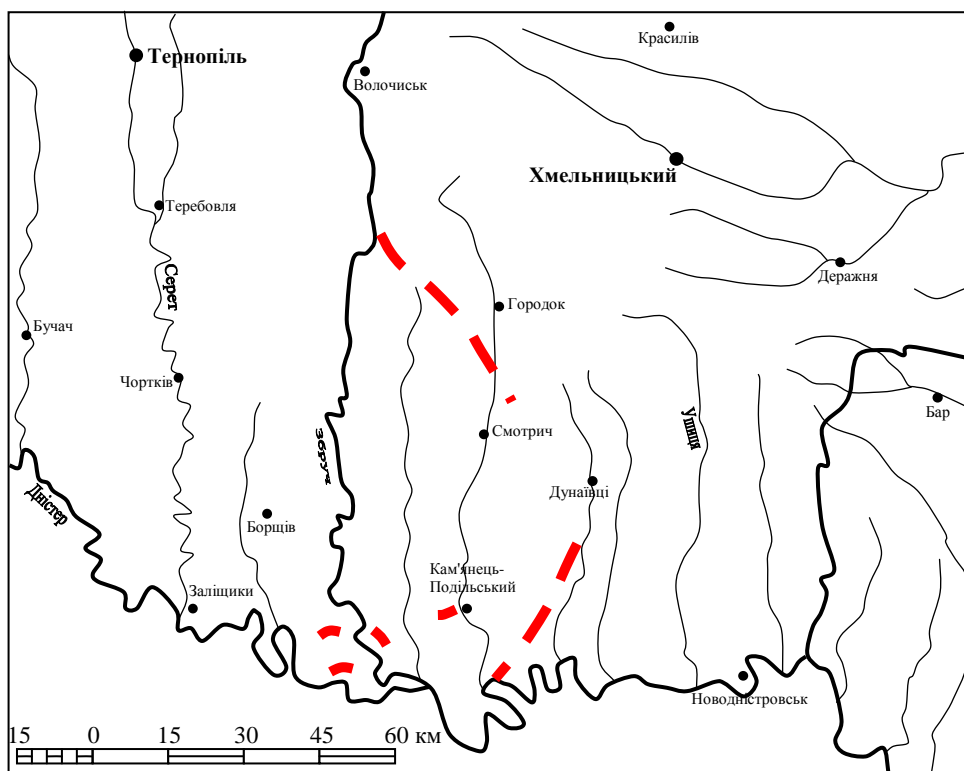 Красилів
Тернопіль
Волочиськ
Хмельницький
Теребовля
Деражня
Серет
Городок
Бучач
Чортків
Бар
Збруч
Смотрич
Ушиця
Дністер
Дунаївці
Борщів
Кам'янець-
Подільський
Заліщики
Новодністровськ
15 0 15 30 45 60 км